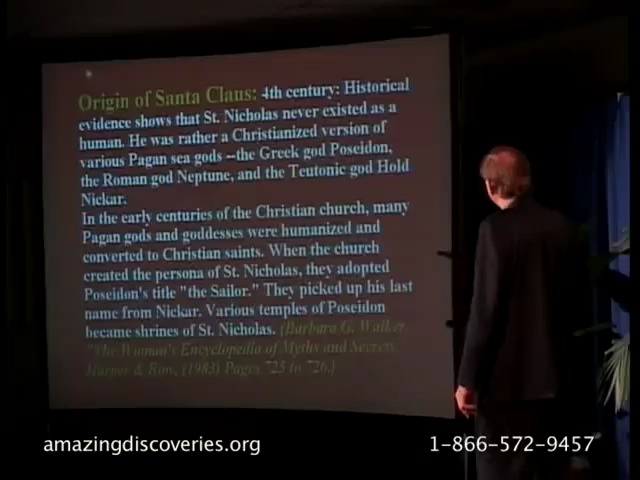 Origin of Santa Claus: 4th century: Historical
evidence shows that St. Nicholas never existed as a
human. He was rather a Christianized version of
various Pagan sea gods --the Greek god Poseidon,
the Roman god Neptune, and the Teutonic god Hold
Nickar.
In the early centuries of the Christian church, many
Pagan gods and goddesses were humanized and
converted to Christian saints. When the church
created the persona of St. Nicholas, they adopted
Poseidon's title "the Sailor." They picked up his last
name from Nickar. Various temples of Poseidon
became shrines of St. Nicholas. (Barbara G. Walker,
"The Woman's Encyclopedia of Myths and Secrets,
Harper & Row, (1983) Pages 725 to 726.)
amazingdiscoveries.org
1-866-572-9457